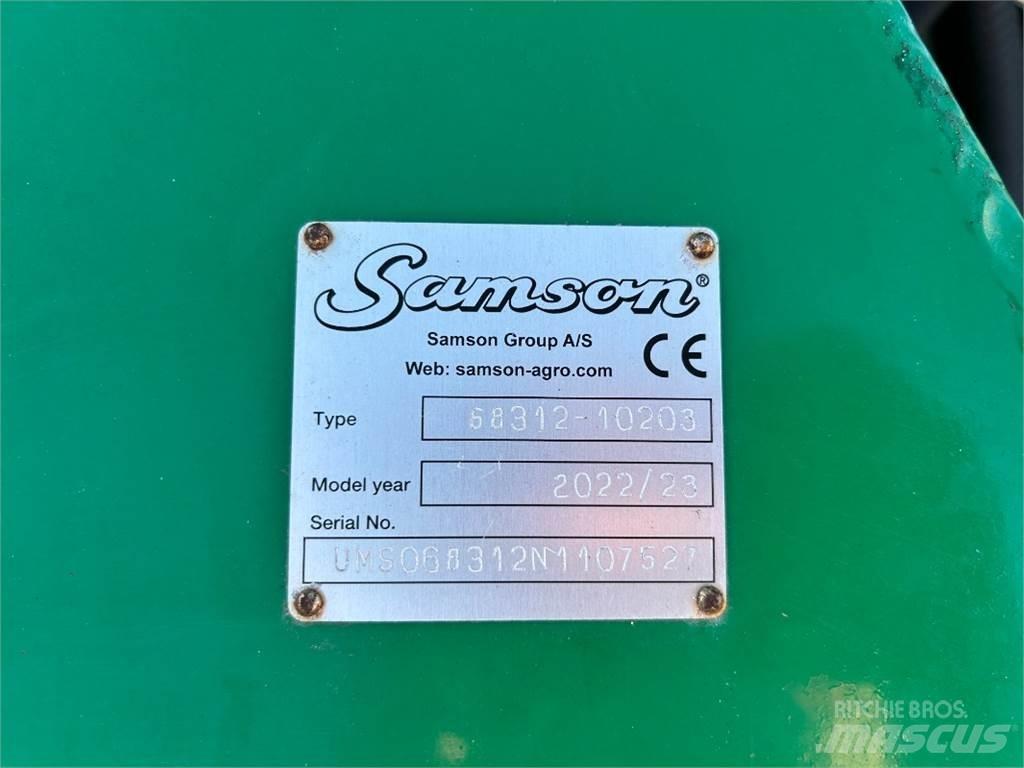 Samson®
Samson Group A/S
Web: samson-agro.com
CE
Type 68312-10203
Model year 2022/23
Serial No.
UMS068312N1107527
RITCHIE BROS.
mascus